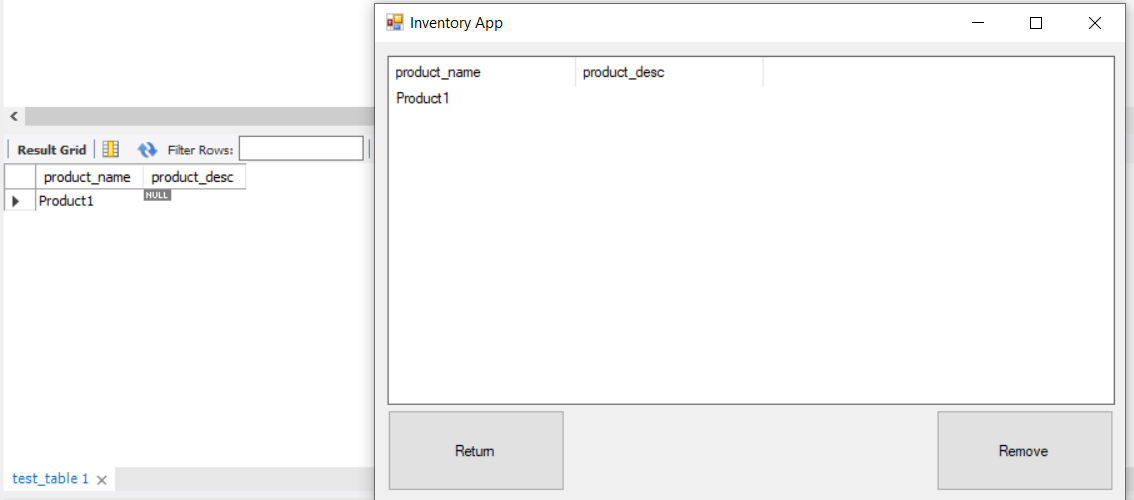 Result Grid
Filter Rows:
product_name product_desc
Product1 NULL
test_table 1
Inventory App
product_name product_desc
Product1
Return Remove